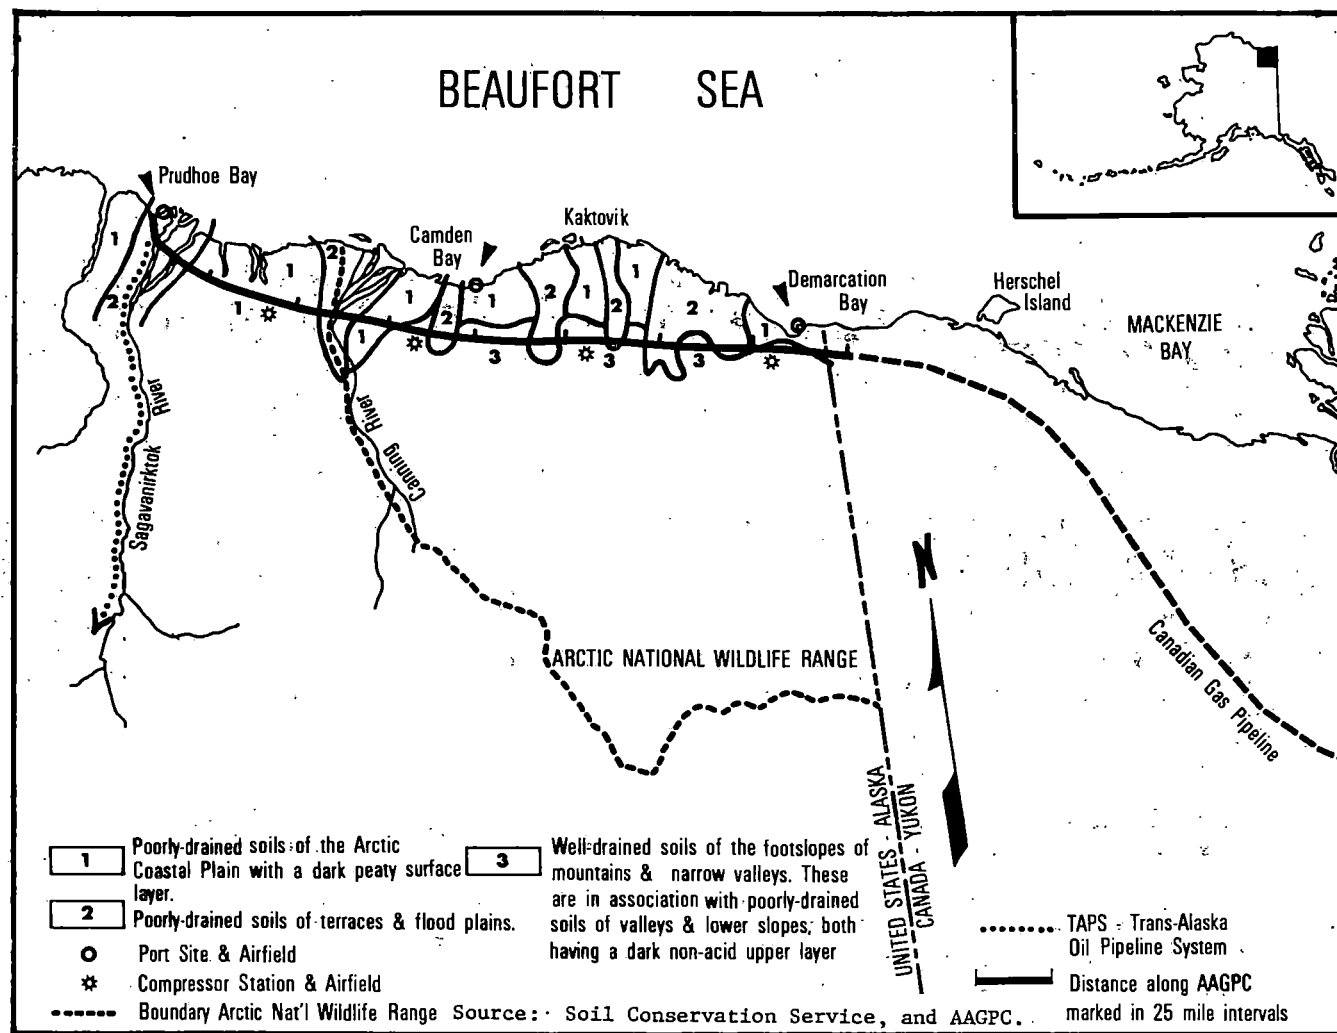 BEAUFORT SEA
Prudhoe Bay
Kaktovik
Camden
Bay
Demarcation
Bay
Herschel
Island
MACKENZIE
BAY
1
2
1
1
2
1
1
2
1
2
1
2
1
2
1
3
3
3
Sagavanirktok River
Canning River
N
ARCTIC NATIONAL WILDLIFE RANGE
Canadian Gas Pipeline
UNITED STATES - ALASKA
CANADA - YUKON
1 Poorly-drained soils of the Arctic
Coastal Plain with a dark peaty surface
layer.
2 Poorly-drained soils of terraces & flood plains.
Port Site & Airfield
Compressor Station & Airfield
Boundary Arctic Nat'l Wildlife Range
3 Well-drained soils of the footslopes of
mountains & narrow valleys. These
are in association with poorly-drained
soils of valleys & lower slopes; both
having a dark non-acid upper layer
TAPS - Trans-Alaska
Oil Pipeline System
Distance along AAGPC
marked in 25 mile intervals
Source: Soil Conservation Service, and AAGPC.